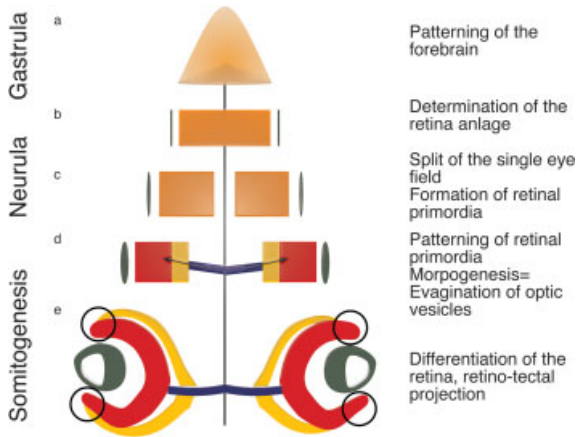 Gastrula
a
Patterning of the
forebrain
Neurula
b
Determination of the
retina anlage
c
Split of the single eye
field
Formation of retinal
primordia
Somitogenesis
d
Patterning of retinal
primordia
Morpogenesis=
Evagination of optic
vesicles
e
Differentiation of the
retina, retino-tectal
projection